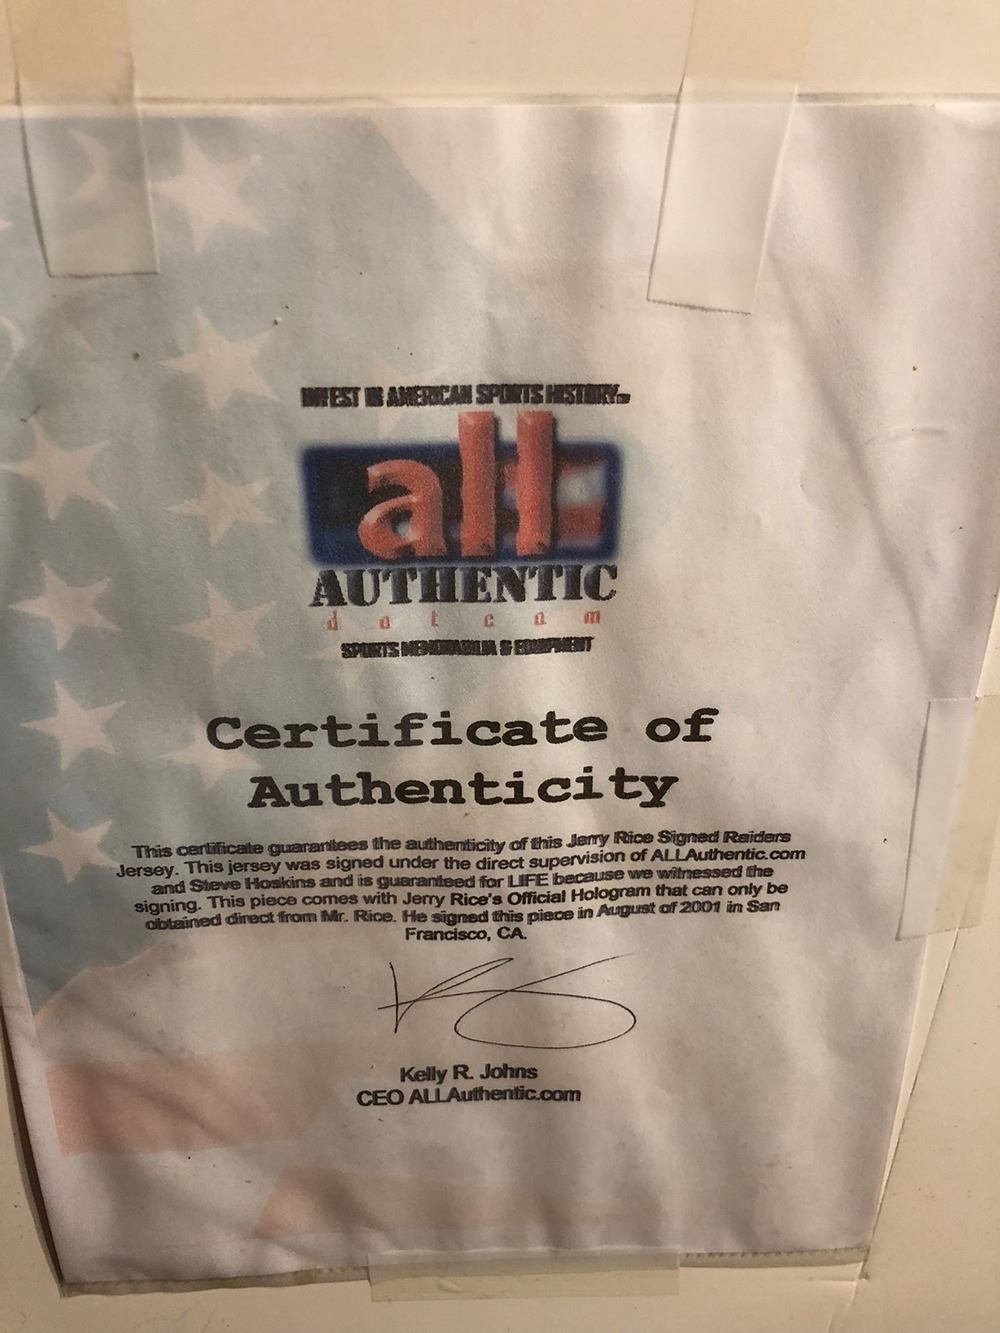 INVEST IN AMERICAN SPORTS HISTORY™
all
AUTHENTIC
dotcom
SPORTS MEMORABILIA & EQUIPMENT
Certificate of
Authenticity
This certificate guarantees the authenticity of this Jerry Rice Signed Raiders
Jersey. This jersey was signed under the direct supervision of ALLAuthentic.com
and Steve Hoskins and is guaranteed for LIFE because we witnessed the
signing. This piece comes with Jerry Rice's Official Hologram that can only be
obtained direct from Mr. Rice. He signed this piece in August of 2001 in San
Francisco, CA.
Kelly R. Johns
CEO ALLAuthentic.com